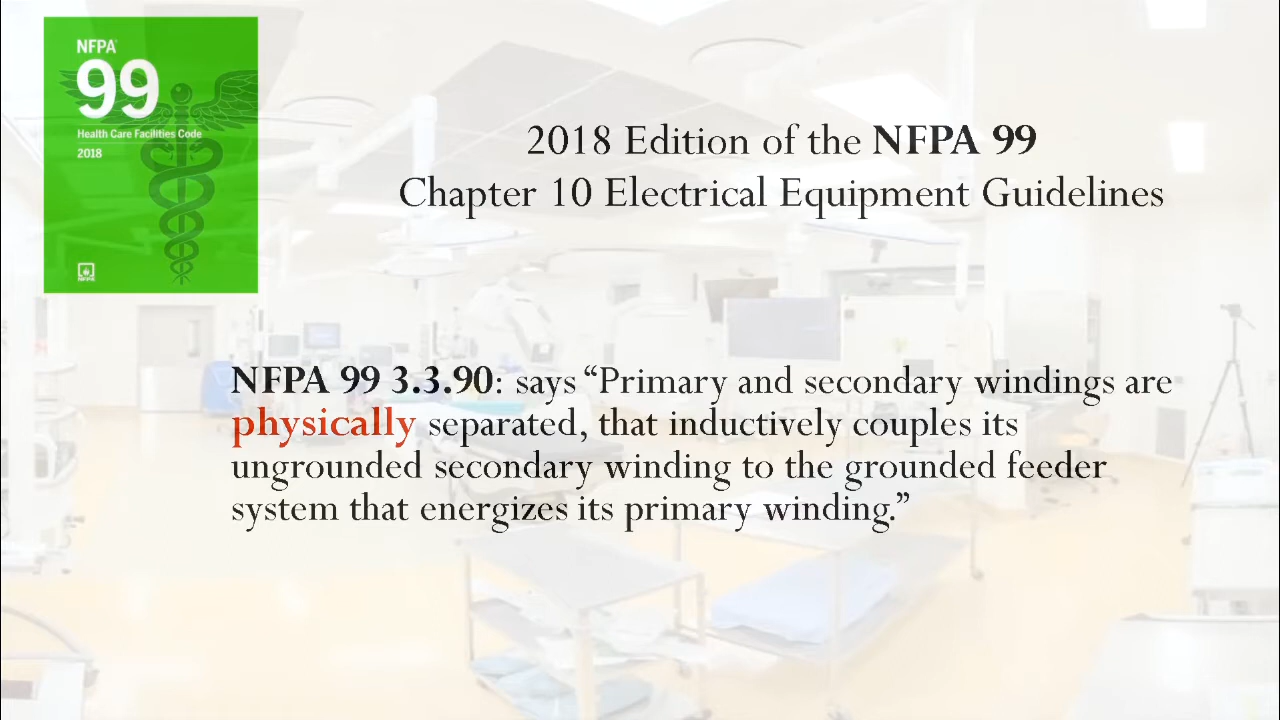 NFPA®
99
Health Care Facilities Code
2018
NFPA
2018 Edition of the NFPA 99
Chapter 10 Electrical Equipment Guidelines
NFPA 99 3.3.90: says “Primary and secondary windings are
physically separated, that inductively couples its
ungrounded secondary winding to the grounded feeder
system that energizes its primary winding.”